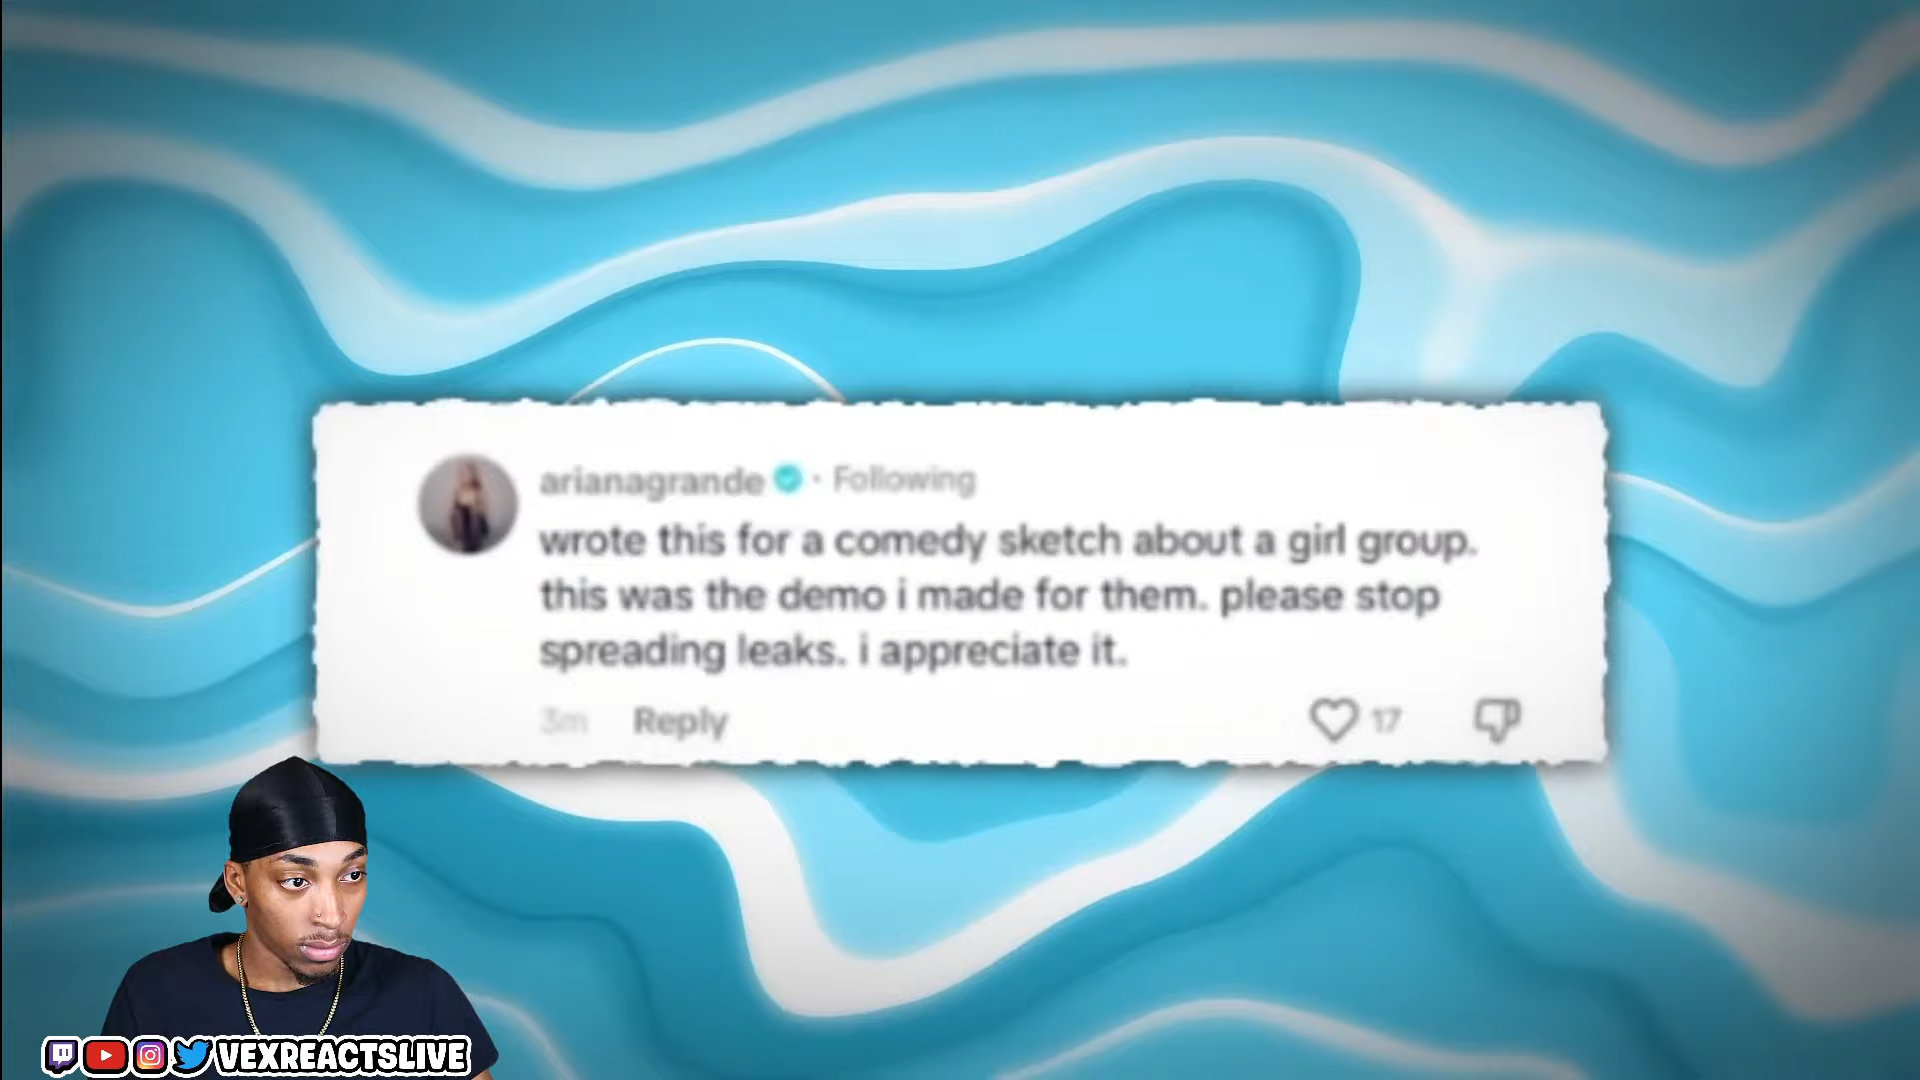 arianagrande · Following
wrote this for a comedy sketch about a girl group.
this was the demo i made for them. please stop
spreading leaks. i appreciate it.
3m Reply 17
VEXREACTSLIVE